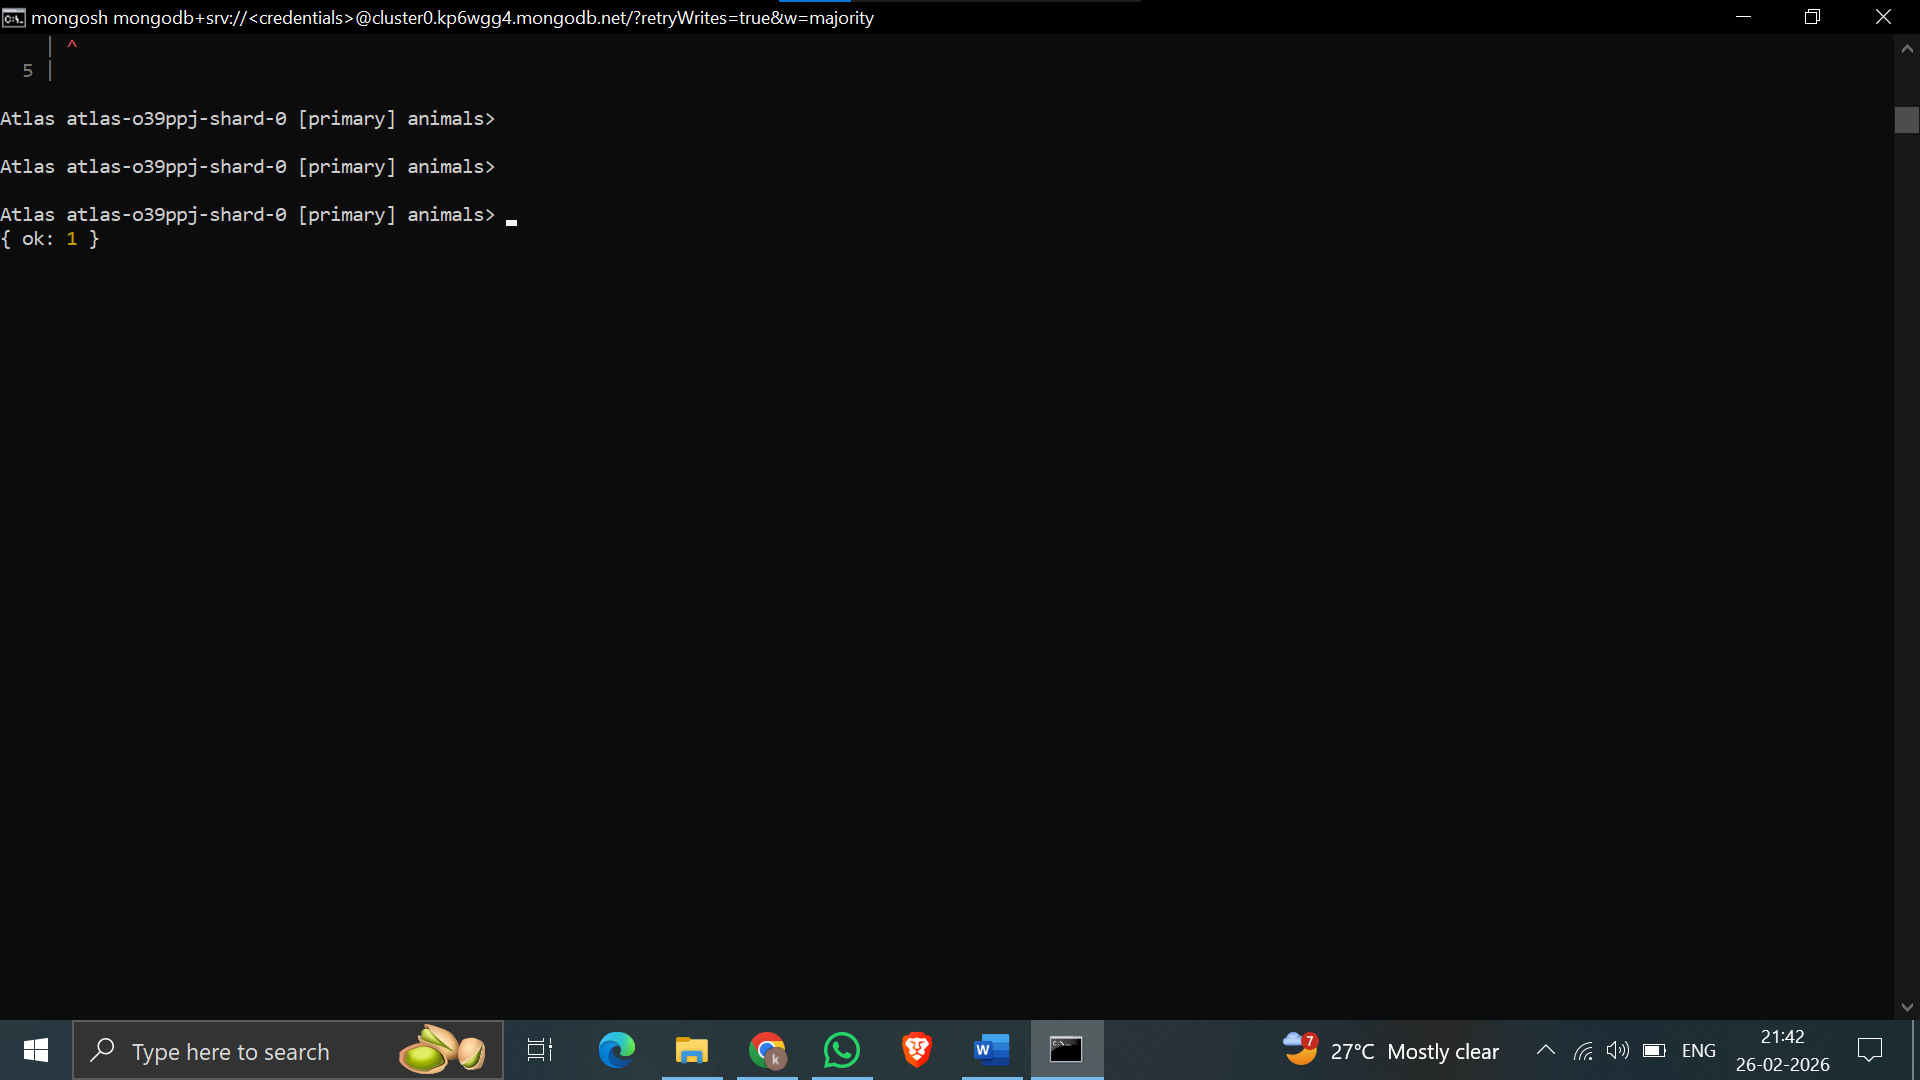 mongosh mongodb+srv://<credentials>@cluster0.kp6wgg4.mongodb.net/?retryWrites=true&w=majority
| ^
5 |
Atlas atlas-o39ppj-shard-0 [primary] animals>
Atlas atlas-o39ppj-shard-0 [primary] animals>
Atlas atlas-o39ppj-shard-0 [primary] animals>
{ ok: 1 }
Type here to search
k
W
7
27°C Mostly clear
ENG
21:42
26-02-2026